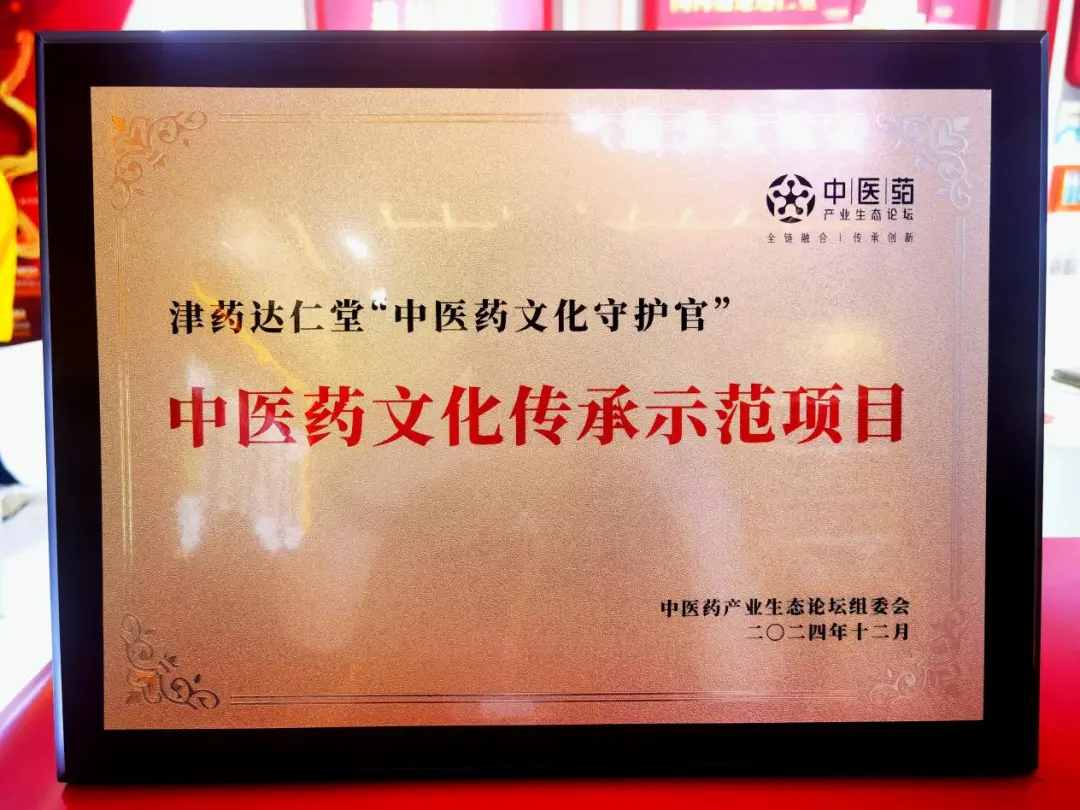 中|医|药
产业生态论坛
全链融合|传承创新
津药达仁堂“中医药文化守护官”
中医药文化传承示范项目
中医药产业生态论坛组委会
二〇二四年十二月